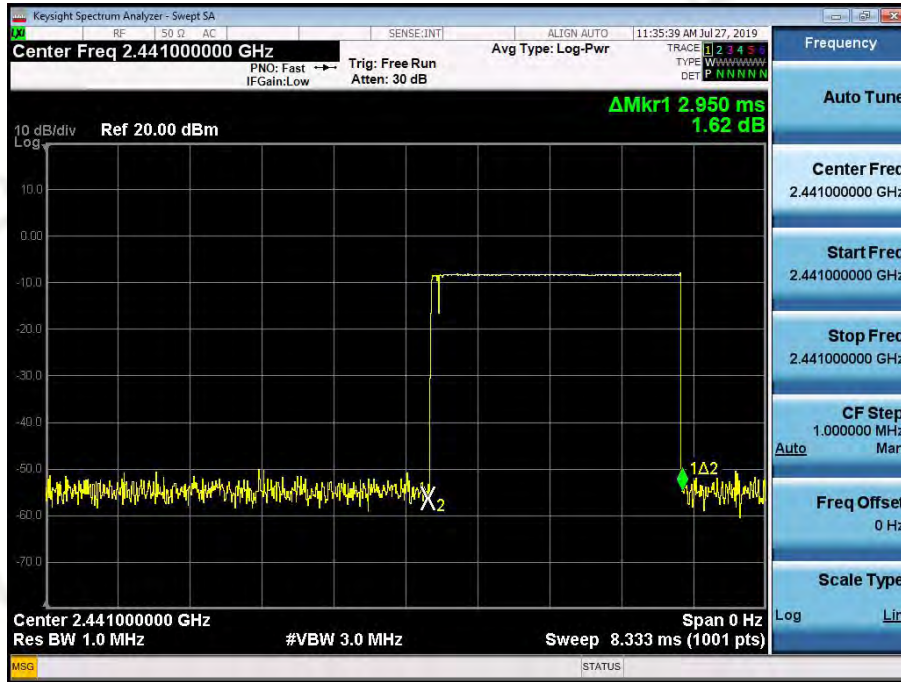 Keysight Spectrum Analyzer - Swept SA
LXI RF 50 Ω AC SENSE:INT ALIGN AUTO 11:35:39 AM Jul 27, 2019
Center Freq 2.441000000 GHz Avg Type: Log-Pwr TRACE 1 2 3 4 5 6
PNO: Fast Trig: Free Run TYPE WWWWWW
IFGain:Low Atten: 30 dB DET P N N N N N
Frequency
Auto Tune
ΔMkr1 2.950 ms
10 dB/div Ref 20.00 dBm 1.62 dB
Log
10.0
0.00
-10.0
-20.0
-30.0
-40.0
-50.0
-60.0
-70.0
1Δ2
2
Center Freq
2.441000000 GHz
Start Freq
2.441000000 GHz
Stop Freq
2.441000000 GHz
CF Step
1.000000 MHz
Auto Man
Freq Offset
0 Hz
Scale Type
Log Lin
Center 2.441000000 GHz Span 0 Hz
Res BW 1.0 MHz #VBW 3.0 MHz Sweep 8.333 ms (1001 pts)
MSG STATUS